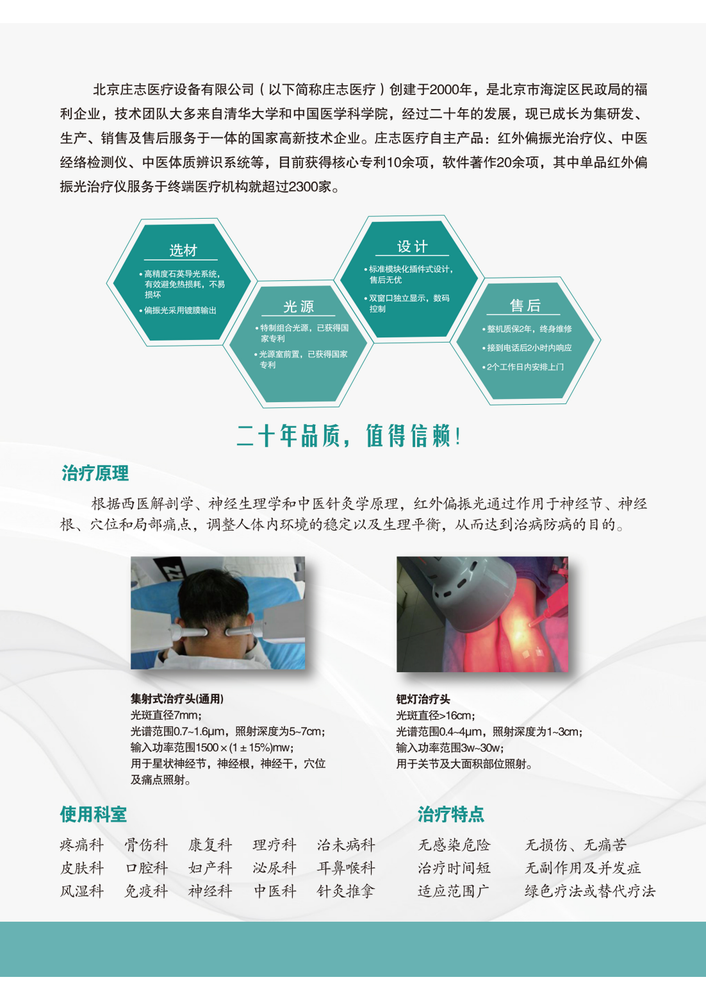 北京庄志医疗设备有限公司（以下简称庄志医疗）创建于2000年，是北京市海淀区民政局的福
利企业，技术团队大多来自清华大学和中国医学科学院，经过二十年的发展，现已成长为集研发、
生产、销售及售后服务于一体的国家高新技术企业。庄志医疗自主产品：红外偏振光治疗仪、中医
经络检测仪、中医体质辨识系统等，目前获得核心专利10余项，软件著作20余项，其中单品红外偏
振光治疗仪服务于终端医疗机构就超过2300家。
选材
• 高精度石英导光系统，
有效避免热损耗，不易
损坏
• 偏振光采用镀膜输出
光源
• 特制组合光源，已获得国
家专利
• 光源室前置，已获得国家
专利
设计
• 标准模块化插件式设计，
售后无优
• 双窗口独立显示，数码
控制
售后
• 整机质保2年，终身维修
• 接到电话后2小时内响应
• 2个工作日内安排上门
二十年品质，值得信赖！
治疗原理
根据西医解剖学、神经生理学和中医针灸学原理，红外偏振光通过作用于神经节、神经
根、穴位和局部痛点，调整人体内环境的稳定以及生理平衡，从而达到治病防病的目的。
集射式治疗头(通用)
光斑直径7mm；
光谱范围0.7~1.6μm，照射深度为5~7cm；
输入功率范围1500×(1±15%)mw；
用于星状神经节，神经根，神经干，穴位
及痛点照射。
钯灯治疗头
光斑直径>16cm；
光谱范围0.4~4μm，照射深度为1~3cm；
输入功率范围3w~30w；
用于关节及大面积部位照射。
使用科室
疼痛科 骨伤科 康复科 理疗科 治未病科
皮肤科 口腔科 妇产科 泌尿科 耳鼻喉科
风湿科 免疫科 神经科 中医科 针灸推拿
治疗特点
无感染危险 无损伤、无痛苦
治疗时间短 无副作用及并发症
适应范围广 绿色疗法或替代疗法